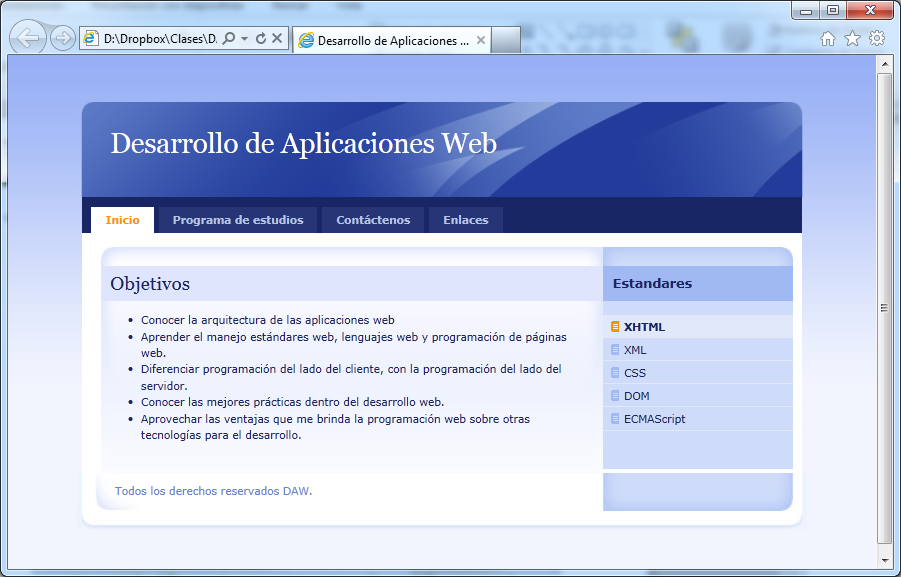 D:\Dropbox\Clases\D.
Desarrollo de Aplicaciones ...
Desarrollo de Aplicaciones Web
Inicio
Programa de estudios
Contáctenos
Enlaces
Objetivos
Conocer la arquitectura de las aplicaciones web
Aprender el manejo estándares web, lenguajes web y programación de páginas
web.
Diferenciar programación del lado del cliente, con la programación del lado del
servidor.
Conocer las mejores prácticas dentro del desarrollo web.
Aprovechar las ventajas que me brinda la programación web sobre otras
tecnologías para el desarrollo.
Estandares
XHTML
XML
CSS
DOM
ECMAScript
Todos los derechos reservados DAW.